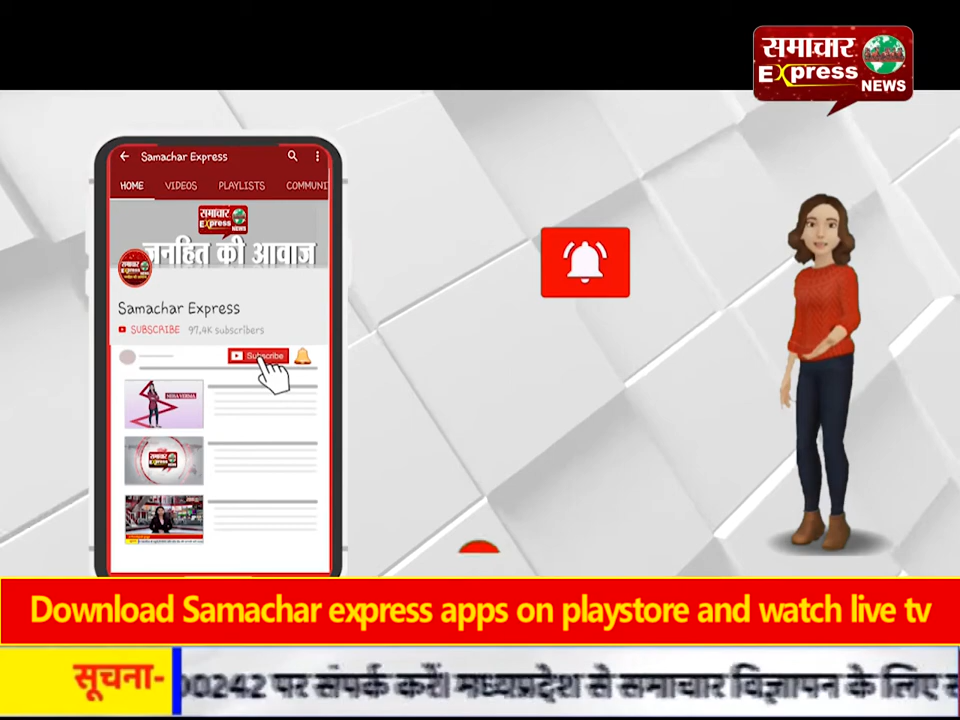 समाचार
Express
NEWS
Samachar Express
HOME VIDEOS PLAYLISTS COMMUNI
समाचार
Express
NEWS
जनहित की आवाज
Samachar Express
SUBSCRIBE 97.4K subscribers
Subscribe
Download Samachar express apps on playstore and watch live tv
सूचना- 00242 पर संपर्क करें। मध्यप्रदेश से समाचार विज्ञापन के लिए